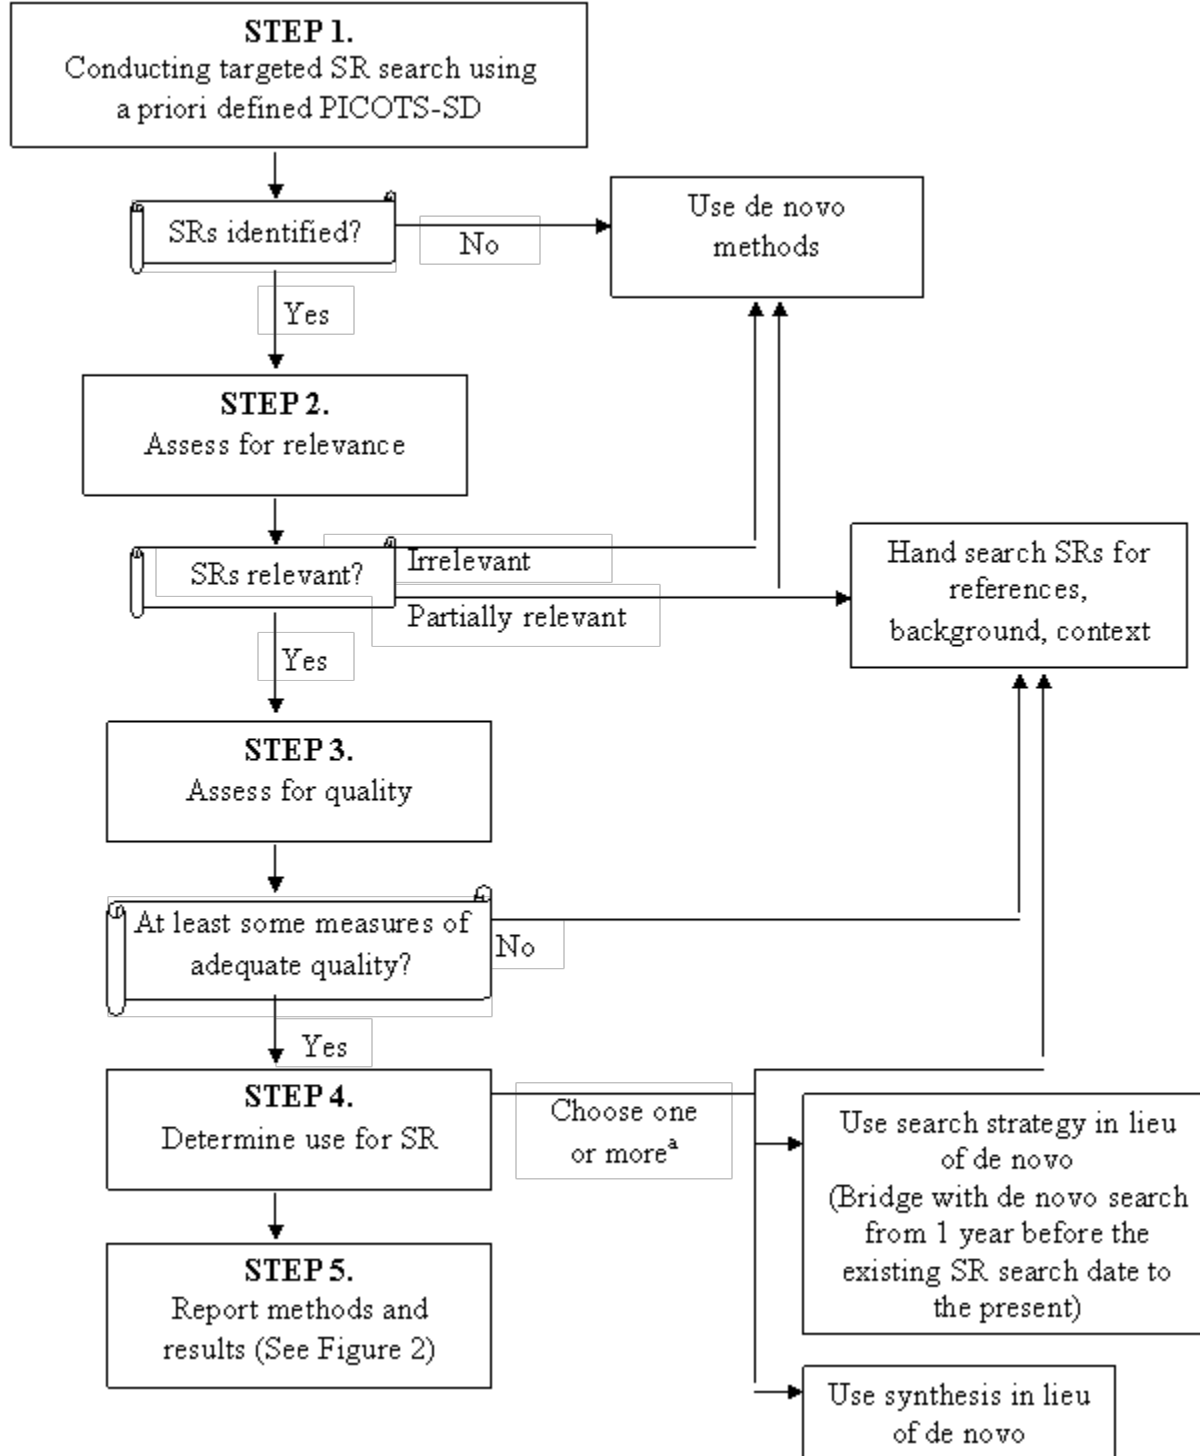 STEP 1.
Conducting targeted SR search using
a priori defined PICOTS-SD
SRs identified?
No
Use de novo
methods
Yes
STEP 2.
Assess for relevance
SRs relevant?
Irrelevant
Partially relevant
Hand search SRs for
references,
background, context
Yes
STEP 3.
Assess for quality
At least some measures of
adequate quality?
No
Yes
STEP 4.
Determine use for SR
Choose one
or moreᵃ
Use search strategy in lieu
of de novo
(Bridge with de novo search
from 1 year before the
existing SR search date to
the present)
STEP 5.
Report methods and
results (See Figure 2)
Use synthesis in lieu
of de novo